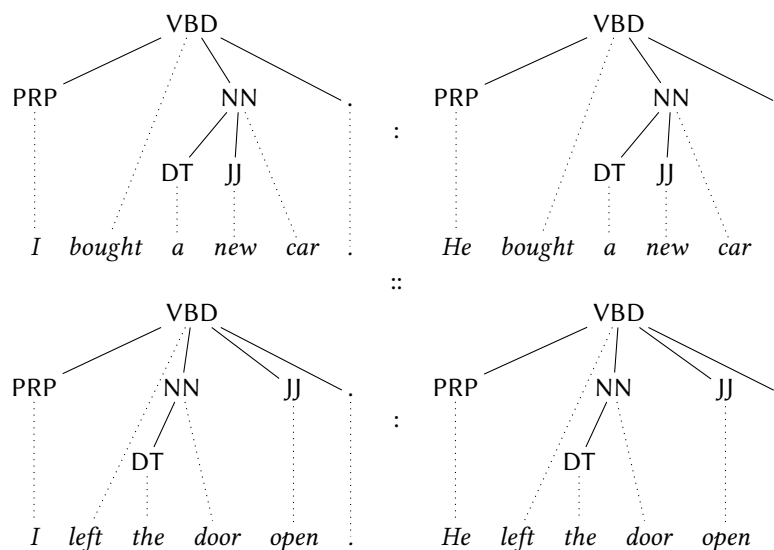 VBD VBD
PRP NN . PRP NN
:
DT JJ DT JJ
I bought a new car . He bought a new car
::
VBD VBD
PRP NN JJ . PRP NN JJ
:
DT DT
I left the door open . He left the door open